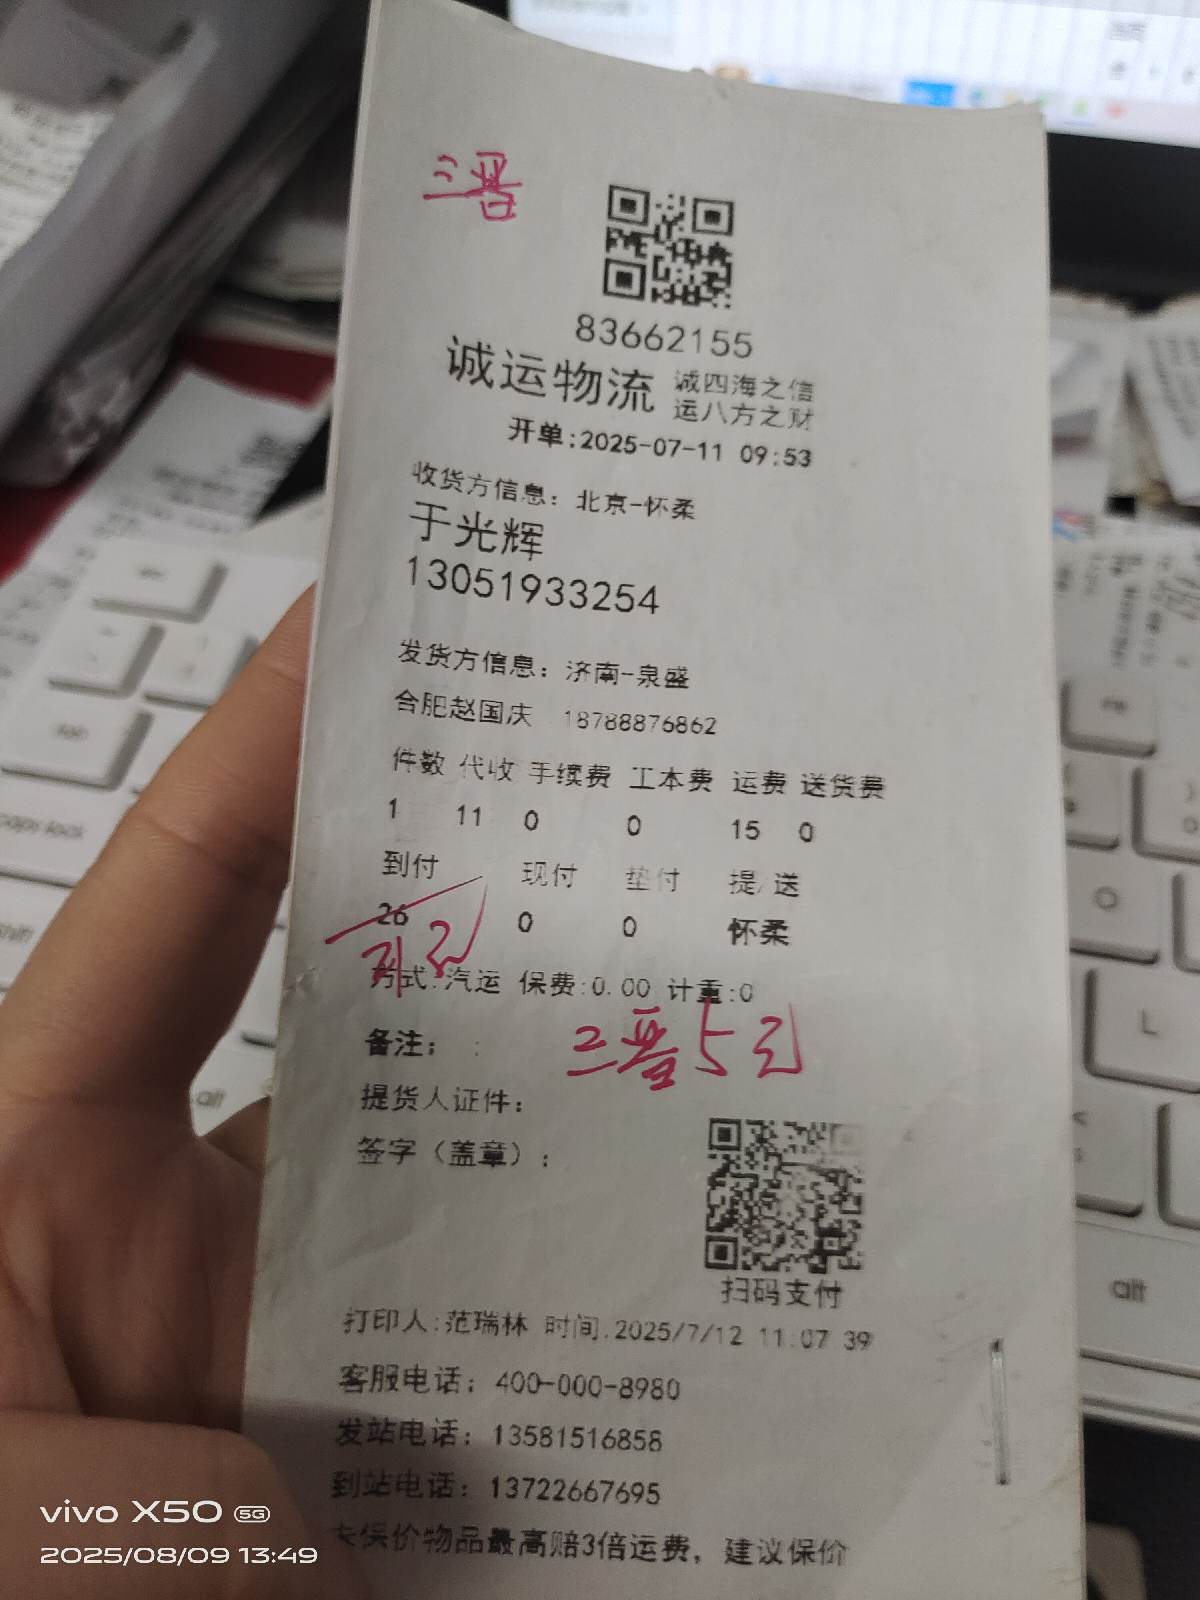 三晋
83662155
诚运物流 诚四海之信
运八方之财
开单:2025-07-11 09:53
收货方信息: 北京-怀柔
于光辉
13051933254
发货方信息: 济南-泉盛
合肥赵国庆 18788876862
件数 代收 手续费 工本费 运费 送货费
1 11 0 0 15 0
到付 现付 垫付 提/送
26 0 0 怀柔
方式:汽运 保费:0.00 计重:0
备注: :
三晋5元
提货人证件:
签字（盖章）:
扫码支付
打印人:范瑞林 时间:2025/7/12 11:07 39
客服电话: 400-000-8980
发站电话: 13581516858
到站电话: 13722667695
未保价物品最高赔3倍运费，建议保价
vivo X50 5G
2025/08/09 13:49
caps lock
alt
alt
L